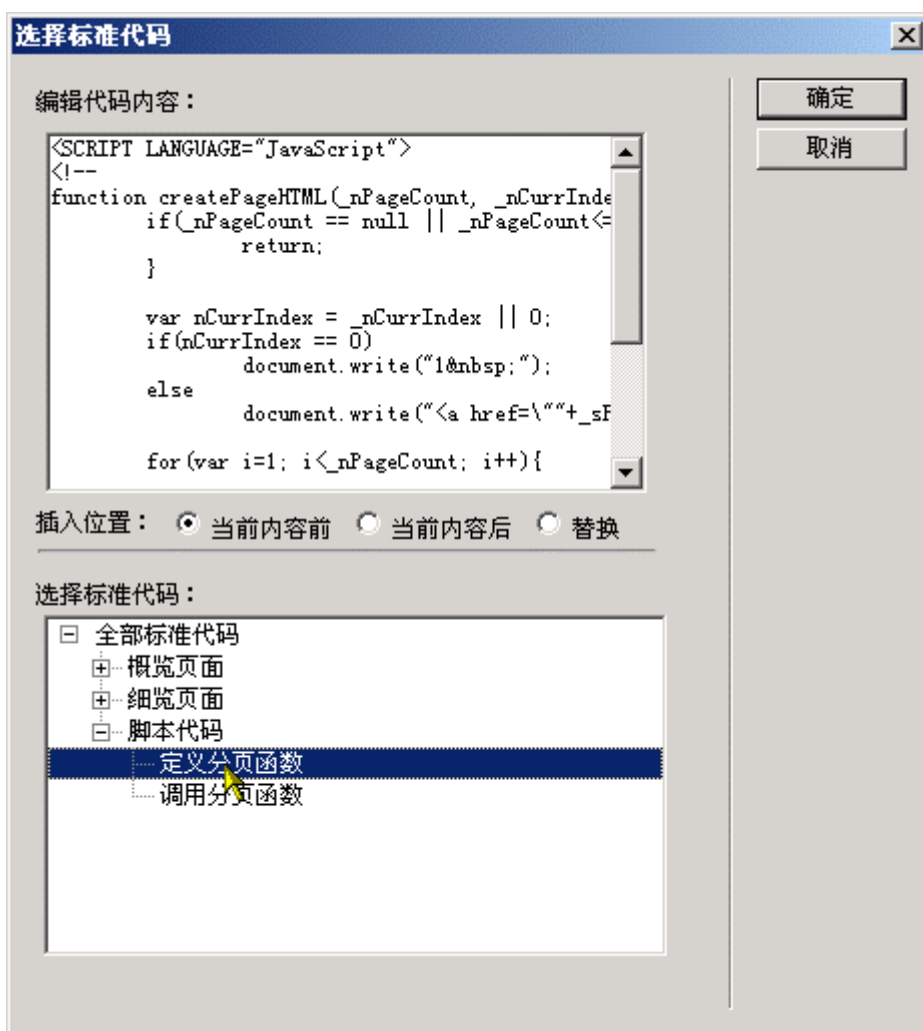 选择标准代码
编辑代码内容：
<SCRIPT LANGUAGE="JavaScript">
<!--
function createPageHTML(_nPageCount, _nCurrInde
if(_nPageCount == null || _nPageCount<=
return;
}
var nCurrIndex = _nCurrIndex || 0;
if(nCurrIndex == 0)
document.write("1&nbsp;");
else
document.write("<a href=\""+_sF
for(var i=1; i<_nPageCount; i++){
确定
取消
插入位置： 当前内容前 当前内容后 替换
选择标准代码：
全部标准代码
概览页面
细览页面
脚本代码
定义分页函数
调用分页函数